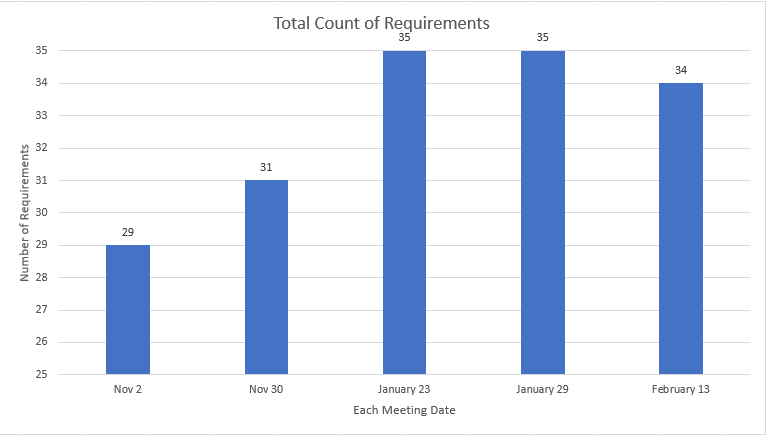 Total Count of Requirements
35
35
34
31
29
35
34
33
32
31
30
29
28
27
26
25
Number of Requirements
Nov 2
Nov 30
January 23
January 29
February 13
Each Meeting Date